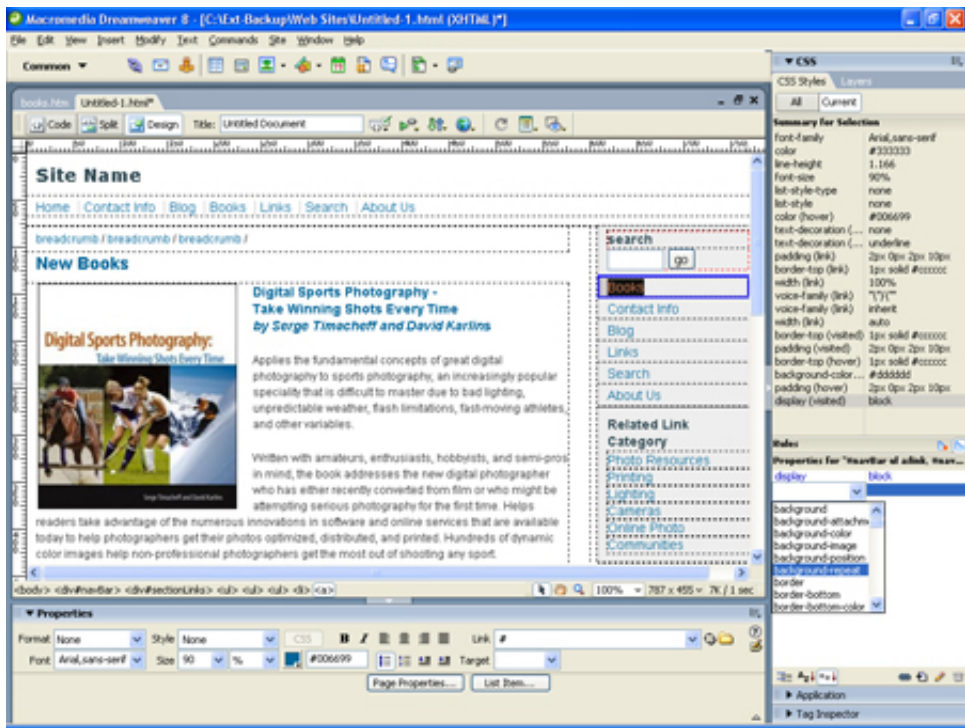 Macromedia Dreamweaver 8 - [C:\Ext-Backup\Web Sites\Untitled-1.html (XHTML)*]
File Edit View Insert Modify Text Commands Site Window Help
Common
books.htm Untitled-1.html*
Code Split Design Title: Untitled Document
Site Name
Home Contact Info Blog Books Links Search About Us
breadcrumb / breadcrumb / breadcrumb /
New Books
Digital Sports Photography -
Take Winning Shots Every Time
by Serge Timacheff and David Karlins
Applies the fundamental concepts of great digital
photography to sports photography, an increasingly popular
speciality that is difficult to master due to bad lighting,
unpredictable weather, flash limitations, fast-moving athletes,
and other variables.
Written with amateurs, enthusiasts, hobbyists, and semi-pros
in mind, the book addresses the new digital photographer
who has either recently converted from film or who might be
attempting serious photography for the first time. Helps
readers take advantage of the numerous innovations in software and online services that are available
today to help photographers get their photos optimized, distributed, and printed. Hundreds of dynamic
color images help non-professional photographers get the most out of shooting any sport.
Digital Sports Photography:
Take Winning Shots Every Time
Serge Timacheff and David Karlins
search
go
Books
Contact Info
Blog
Links
Search
About Us
Related Link
Category
Photo Resources
Printing
Lighting
Cameras
Online Photo
Communities
<body> <div#navBar> <div#sectionLinks> <ul> <ul> <ul> <li> <a>
100% 787 x 455 7K / 1 sec
Properties
Format None Style None CSS B I Link #
Font Arial,sans-serif Size 90 % #006699 Target
Page Properties... List Item...
CSS
CSS Styles Layers
All Current
Summary for Selection
font-family Arial,sans-serif
color #333333
line-height 1.166
font-size 90%
list-style-type none
list-style none
color (hover) #006699
text-decoration (... none
text-decoration (... underline
padding (link) 2px 0px 2px 10px
border-top (link) 1px solid #cccccc
width (link) 100%
voice-family (link) "\"}\""
voice-family (link) inherit
width (link) auto
border-top (visited) 1px solid #cccccc
padding (visited) 2px 0px 2px 10px
border-top (hover) 1px solid #cccccc
background-color ... #dddddd
padding (hover) 2px 0px 2px 10px
display (visited) block
Rules
Properties for "#navBar ul a:link, #nav...
display block
background
background-attachm
background-color
background-image
background-position
background-repeat
border
border-bottom
border-bottom-color
Application
Tag Inspector